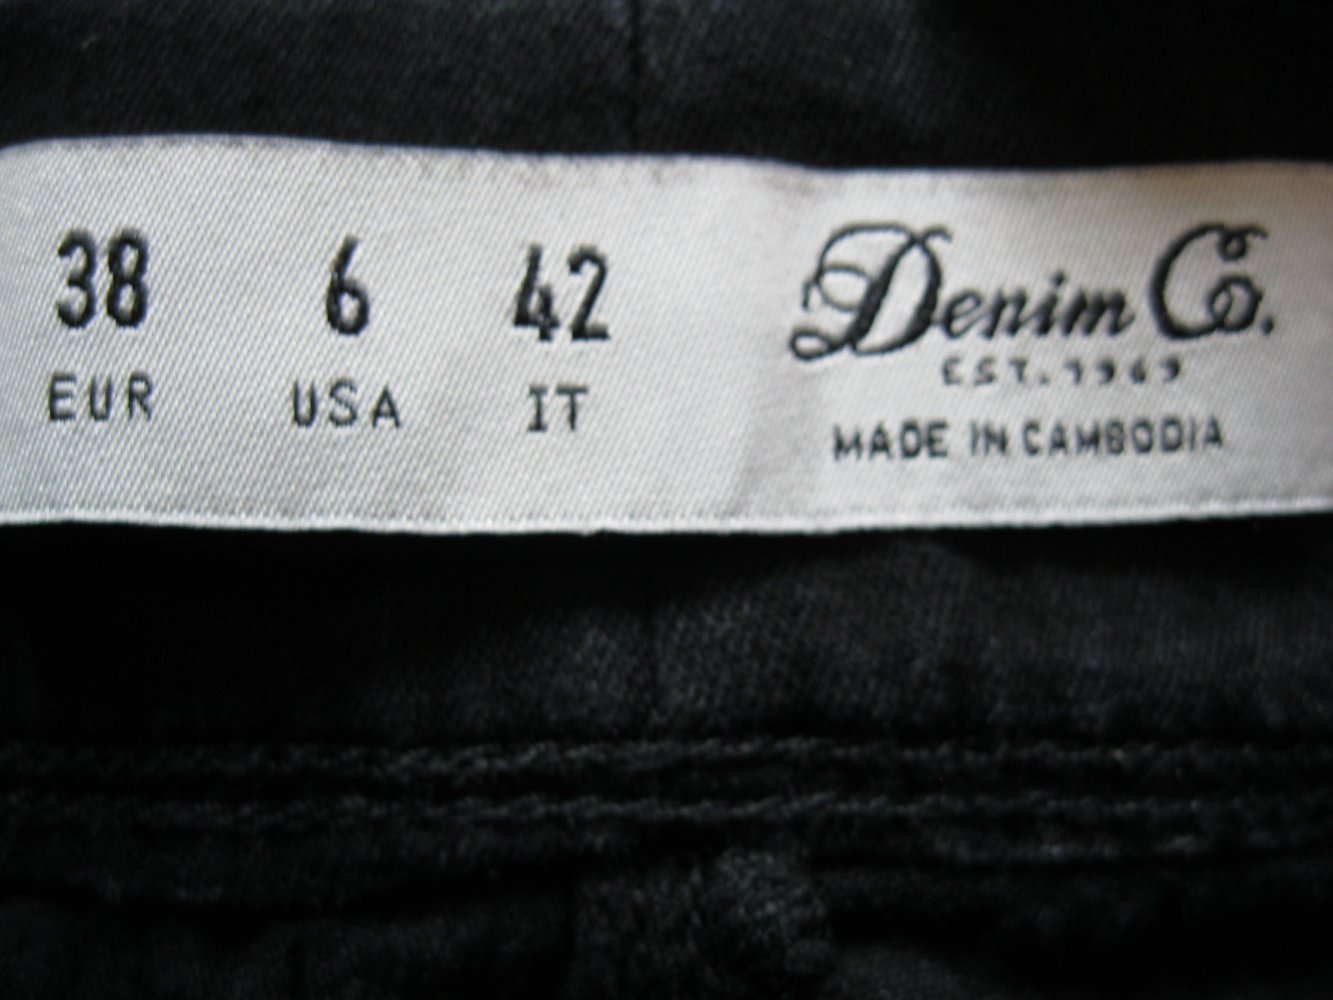 38 6 42
EUR USA IT
Denim Co.
EST. 1969
MADE IN CAMBODIA